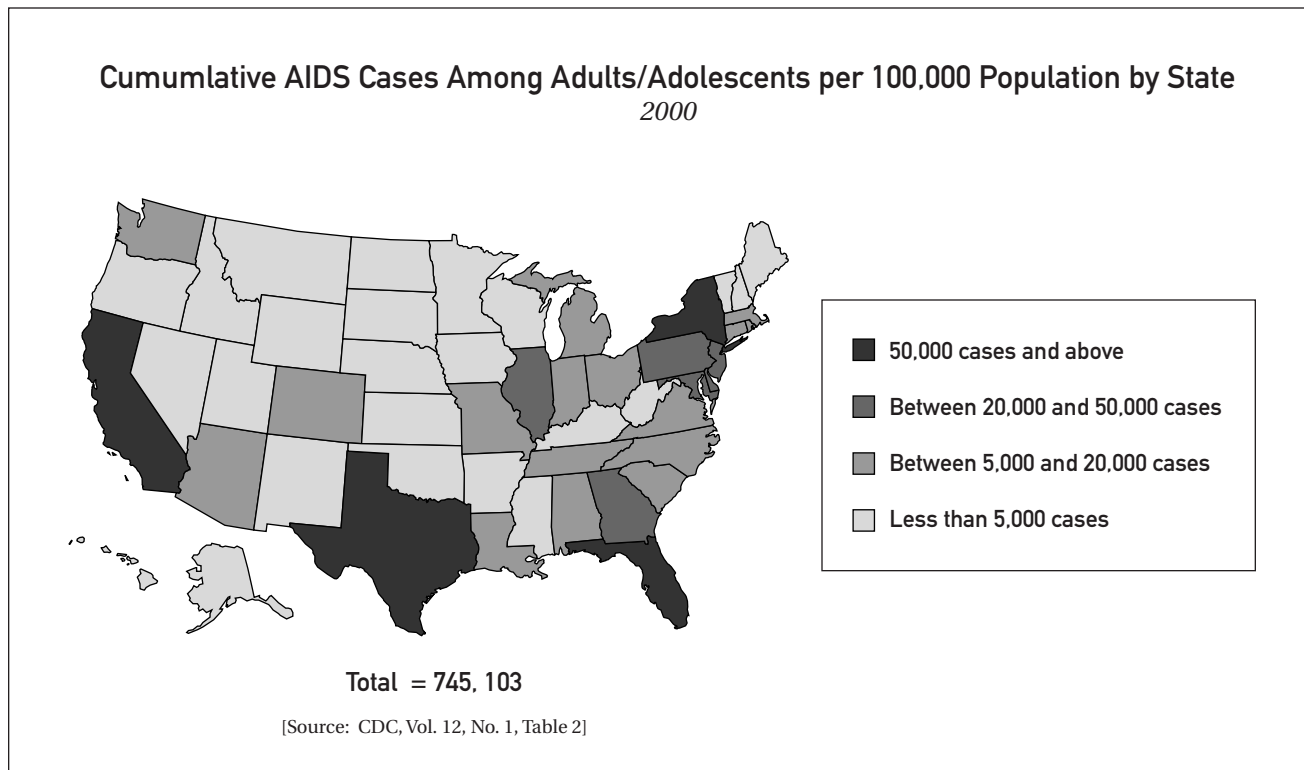 Cumumlative AIDS Cases Among Adults/Adolescents per 100,000 Population by State
2000
50,000 cases and above
Between 20,000 and 50,000 cases
Between 5,000 and 20,000 cases
Less than 5,000 cases
Total = 745, 103
[Source: CDC, Vol. 12, No. 1, Table 2]